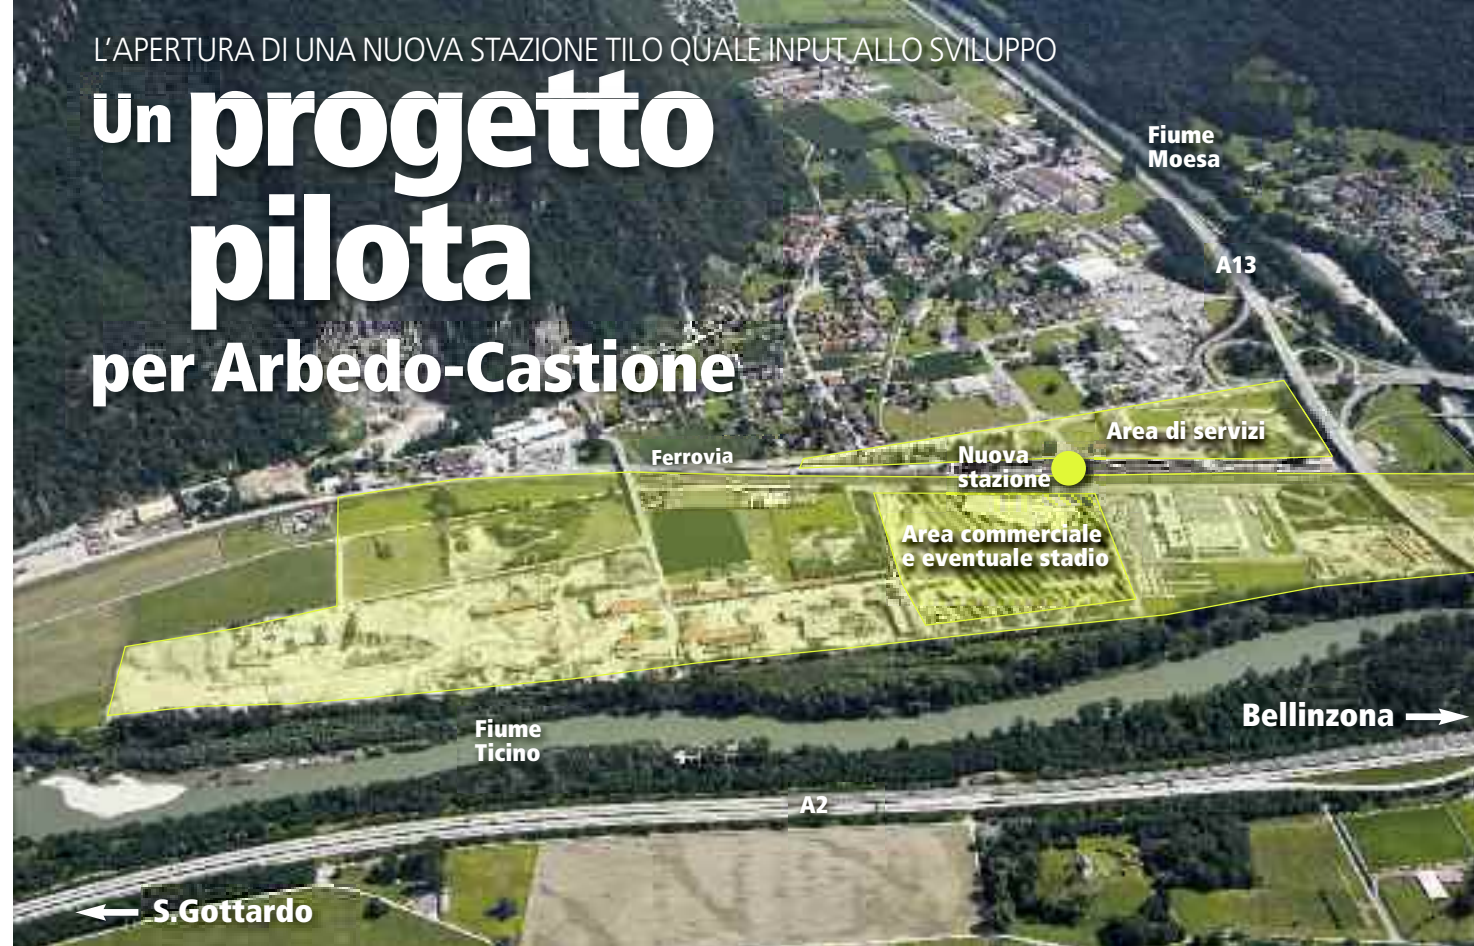 L'APERTURA DI UNA NUOVA STAZIONE TILO QUALE INPUT ALLO SVILUPPO
Un progetto
pilota
per Arbedo-Castione
Fiume
Moesa
A13
Area di servizi
Ferrovia
Nuova
stazione
Area commerciale
e eventuale stadio
Bellinzona
Fiume
Ticino
A2
S.Gottardo